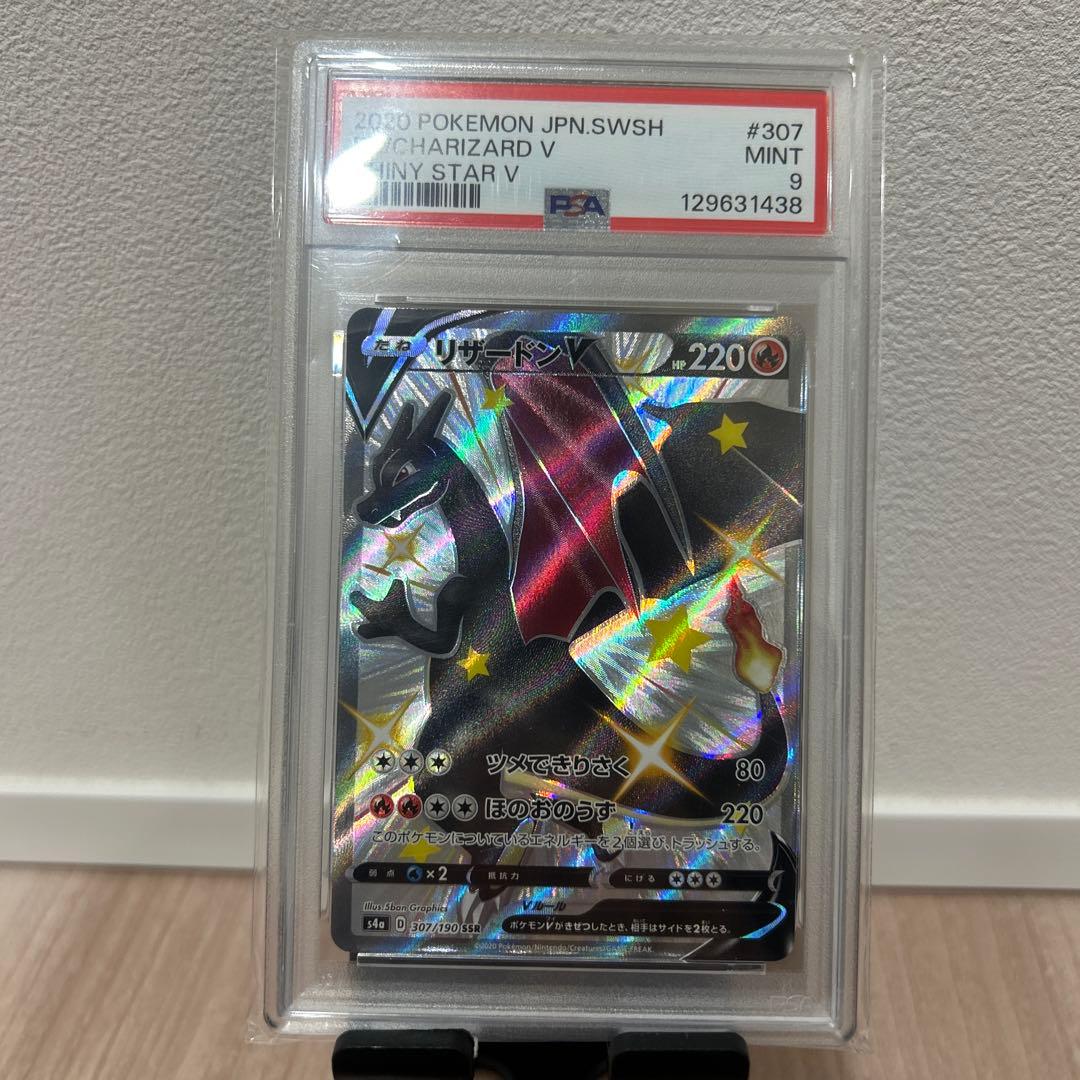 2020 POKEMON JPN.SWSH #307
CHARIZARD V MINT
SHINY STAR V 9
PSA 129631438
たね リザードンV HP 220
ツメできりさく 80
ほのおのうず 220
このポケモンについているエネルギーを2個選び、トラッシュする。
弱点 ×2 抵抗力 にげる
Illus. 5ban Graphics Vルール
s4a D 307/190 SSR ポケモンVがきぜつしたとき、相手はサイドを2枚とる。
©2020 Pokémon/Nintendo/Creatures/GAME FREAK